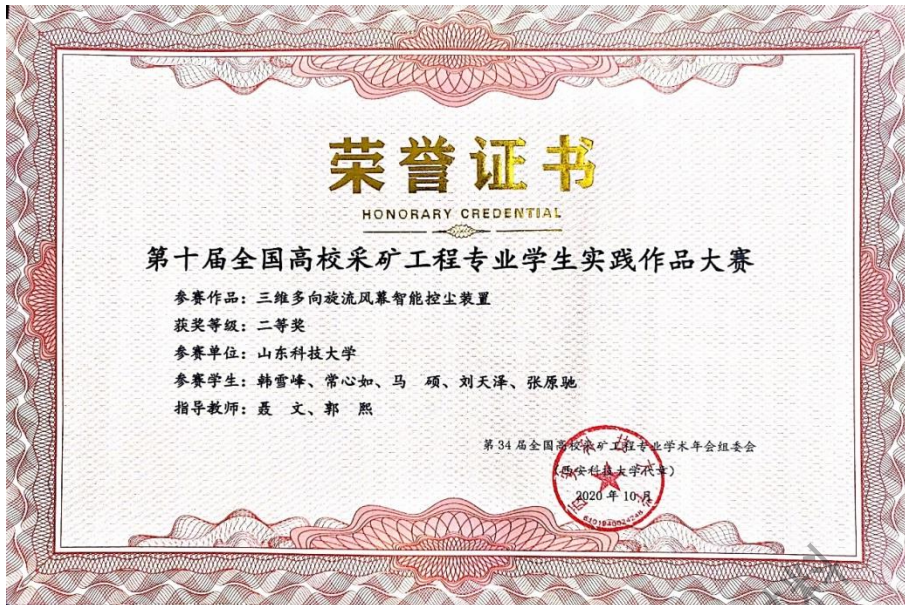 荣誉证书
HONORARY CREDENTIAL
第十届全国高校采矿工程专业学生实践作品大赛
参赛作品：三维多向旋流风幕智能控尘装置
获奖等级：二等奖
参赛单位：山东科技大学
参赛学生：韩雪峰、常心如、马 硕、刘天泽、张原驰
指导教师：聂 文、郭 熙
第34届全国高校采矿工程专业学术年会组委会
（西安科技大学代章）
2020年10月